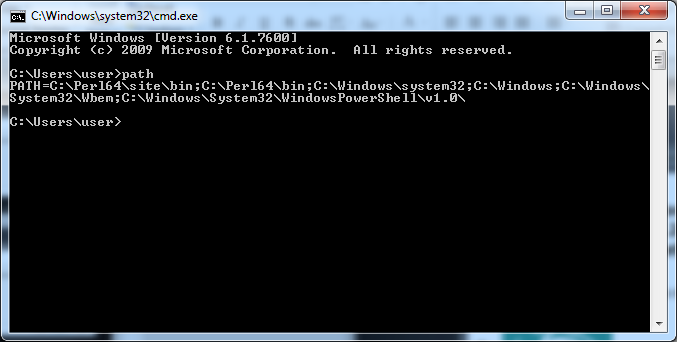 C:\Windows\system32\cmd.exe
Microsoft Windows [Version 6.1.7600]
Copyright (c) 2009 Microsoft Corporation.  All rights reserved.
C:\Users\user>path
PATH=C:\Perl64\site\bin;C:\Perl64\bin;C:\Windows\system32;C:\Windows;C:\Windows\
System32\Wbem;C:\Windows\System32\WindowsPowerShell\v1.0\
C:\Users\user>